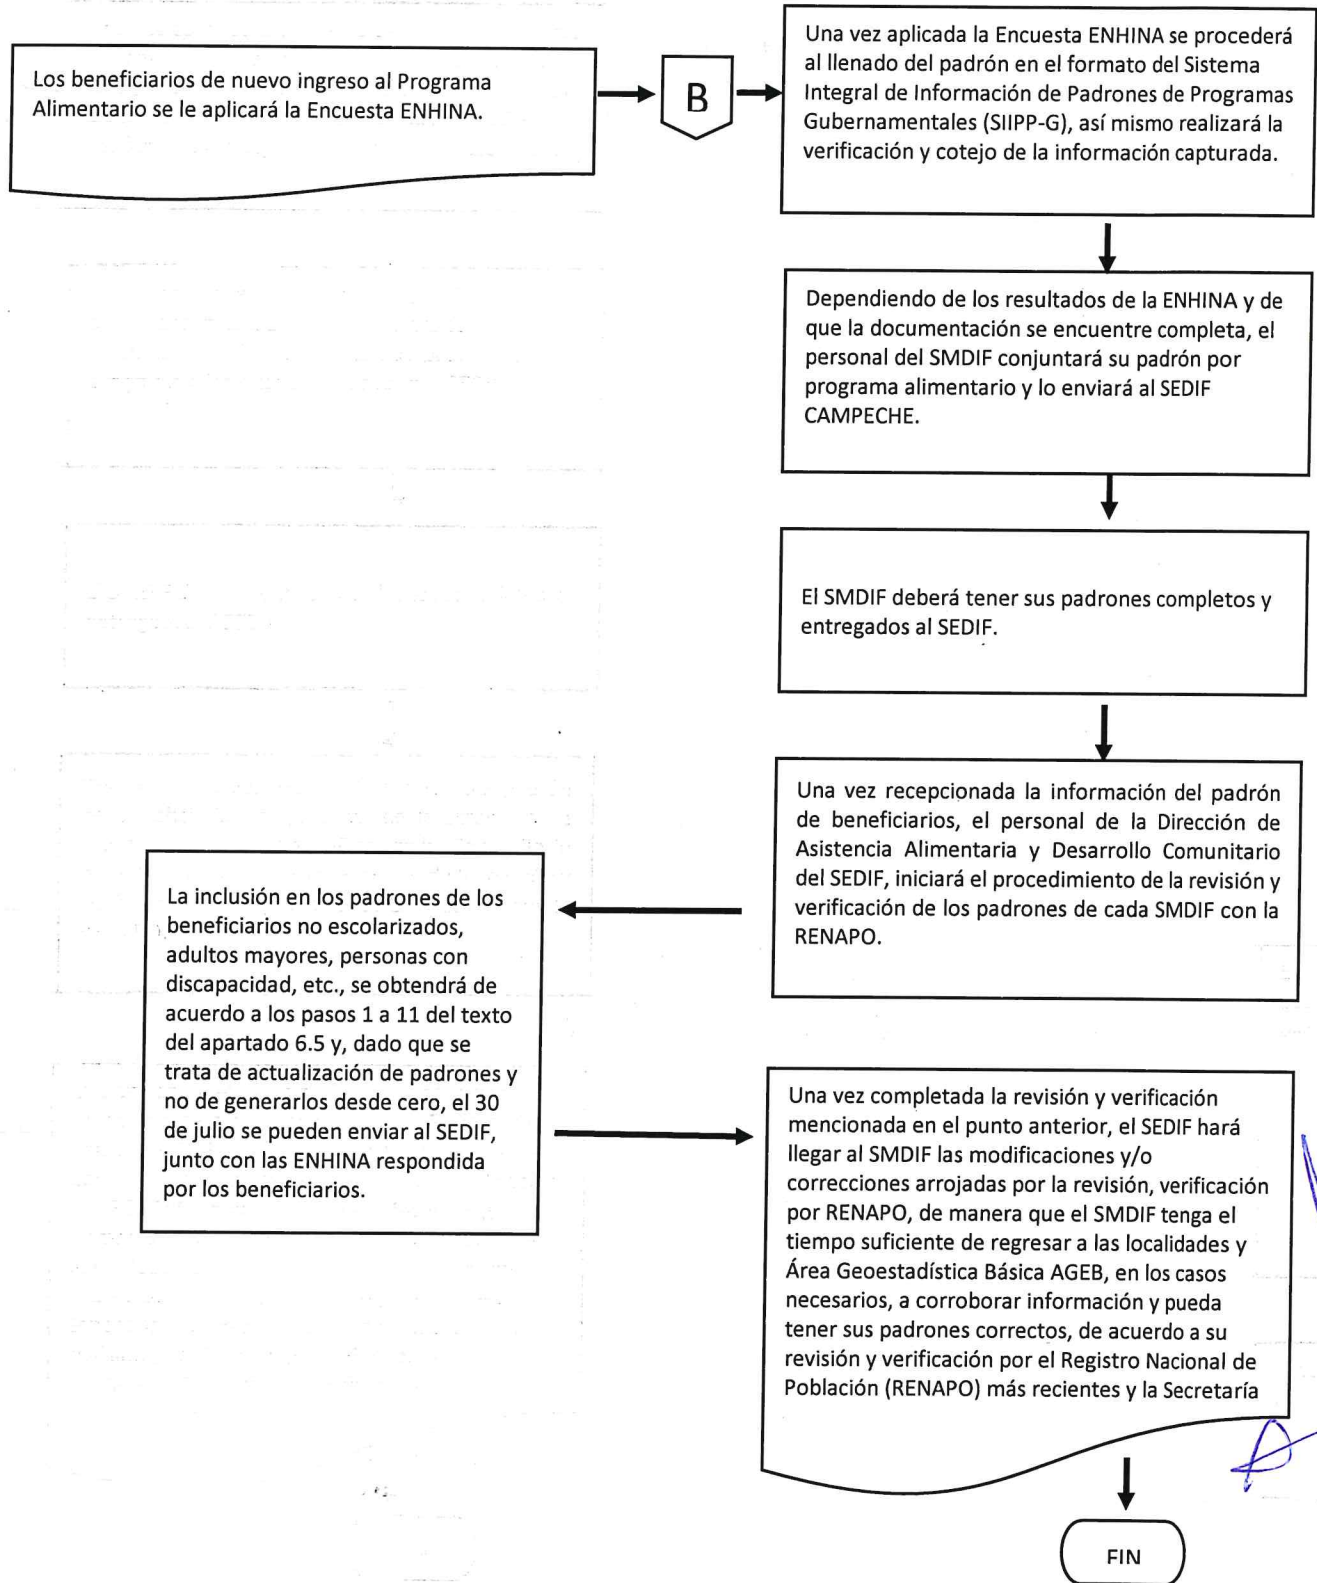 Los beneficiarios de nuevo ingreso al Programa
Alimentario se le aplicará la Encuesta ENHINA.
B
Una vez aplicada la Encuesta ENHINA se procederá
al llenado del padrón en el formato del Sistema
Integral de Información de Padrones de Programas
Gubernamentales (SIIPP-G), así mismo realizará la
verificación y cotejo de la información capturada.
Dependiendo de los resultados de la ENHINA y de
que la documentación se encuentre completa, el
personal del SMDIF conjuntará su padrón por
programa alimentario y lo enviará al SEDIF
CAMPECHE.
El SMDIF deberá tener sus padrones completos y
entregados al SEDIF.
Una vez recepcionada la información del padrón
de beneficiarios, el personal de la Dirección de
Asistencia Alimentaria y Desarrollo Comunitario
del SEDIF, iniciará el procedimiento de la revisión y
verificación de los padrones de cada SMDIF con la
RENAPO.
La inclusión en los padrones de los
beneficiarios no escolarizados,
adultos mayores, personas con
discapacidad, etc., se obtendrá de
acuerdo a los pasos 1 a 11 del texto
del apartado 6.5 y, dado que se
trata de actualización de padrones y
no de generarlos desde cero, el 30
de julio se pueden enviar al SEDIF,
junto con las ENHINA respondida
por los beneficiarios.
Una vez completada la revisión y verificación
mencionada en el punto anterior, el SEDIF hará
llegar al SMDIF las modificaciones y/o
correcciones arrojadas por la revisión, verificación
por RENAPO, de manera que el SMDIF tenga el
tiempo suficiente de regresar a las localidades y
Área Geoestadística Básica AGEB, en los casos
necesarios, a corroborar información y pueda
tener sus padrones correctos, de acuerdo a su
revisión y verificación por el Registro Nacional de
Población (RENAPO) más recientes y la Secretaría
FIN